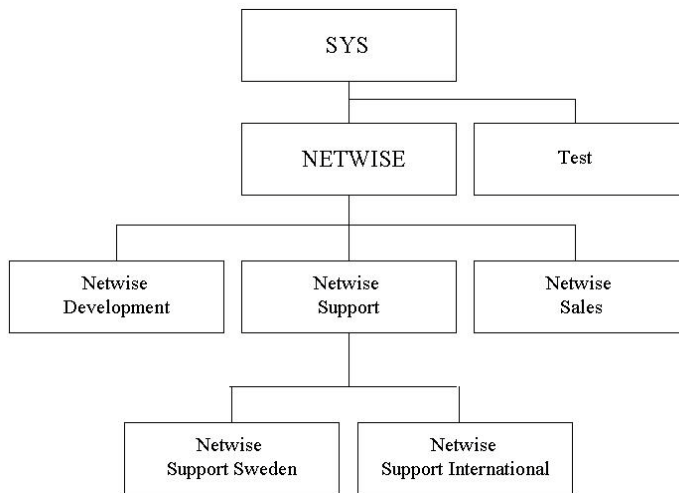 SYS
NETWISE
Test
Netwise
Development
Netwise
Support
Netwise
Sales
Netwise
Support Sweden
Netwise
Support International